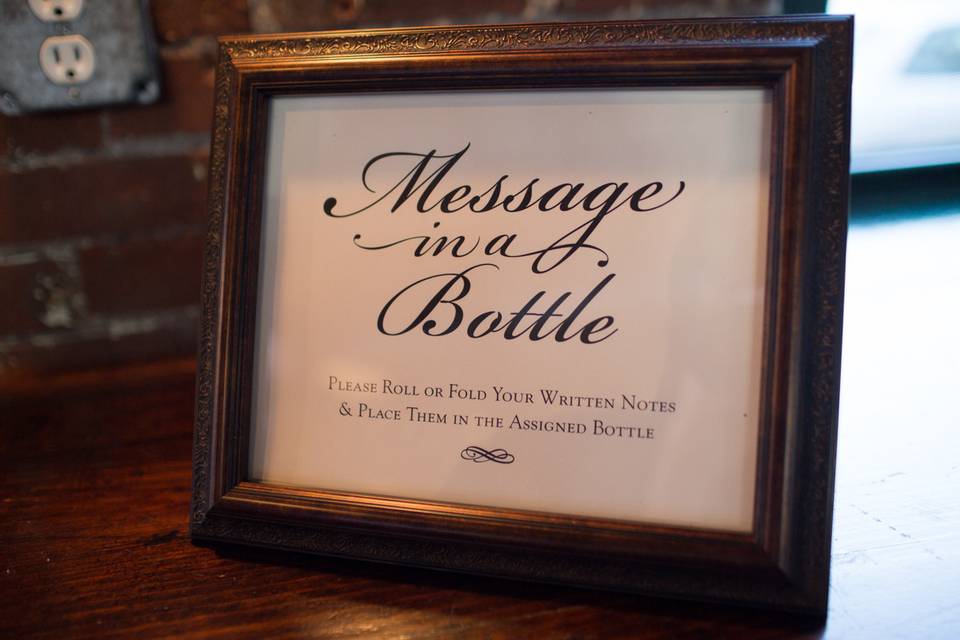 Message
in a
Bottle
Please Roll or Fold Your Written Notes
& Place Them in the Assigned Bottle